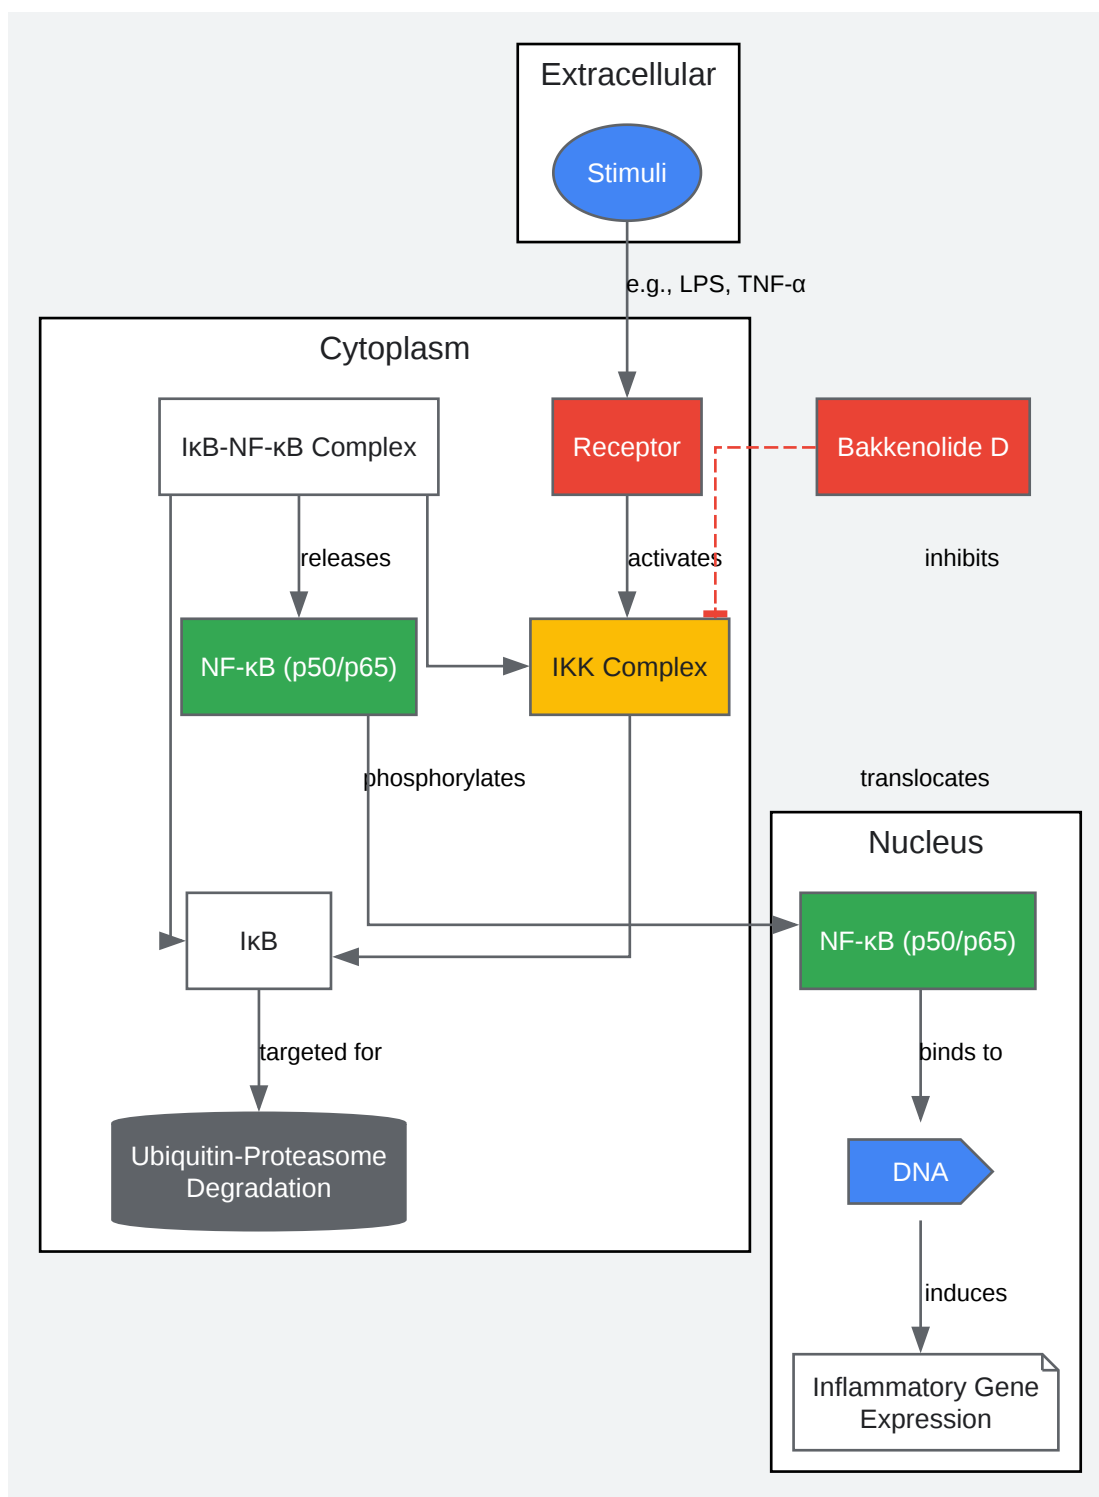 Extracellular
Stimuli
e.g., LPS, TNF-α
Cytoplasm
IκB-NF-κB Complex
Receptor
Bakkenolide D
releases
activates
inhibits
NF-κB (p50/p65)
IKK Complex
phosphorylates
translocates
Nucleus
IκB
NF-κB (p50/p65)
targeted for
binds to
Ubiquitin-Proteasome
Degradation
DNA
induces
Inflammatory Gene
Expression